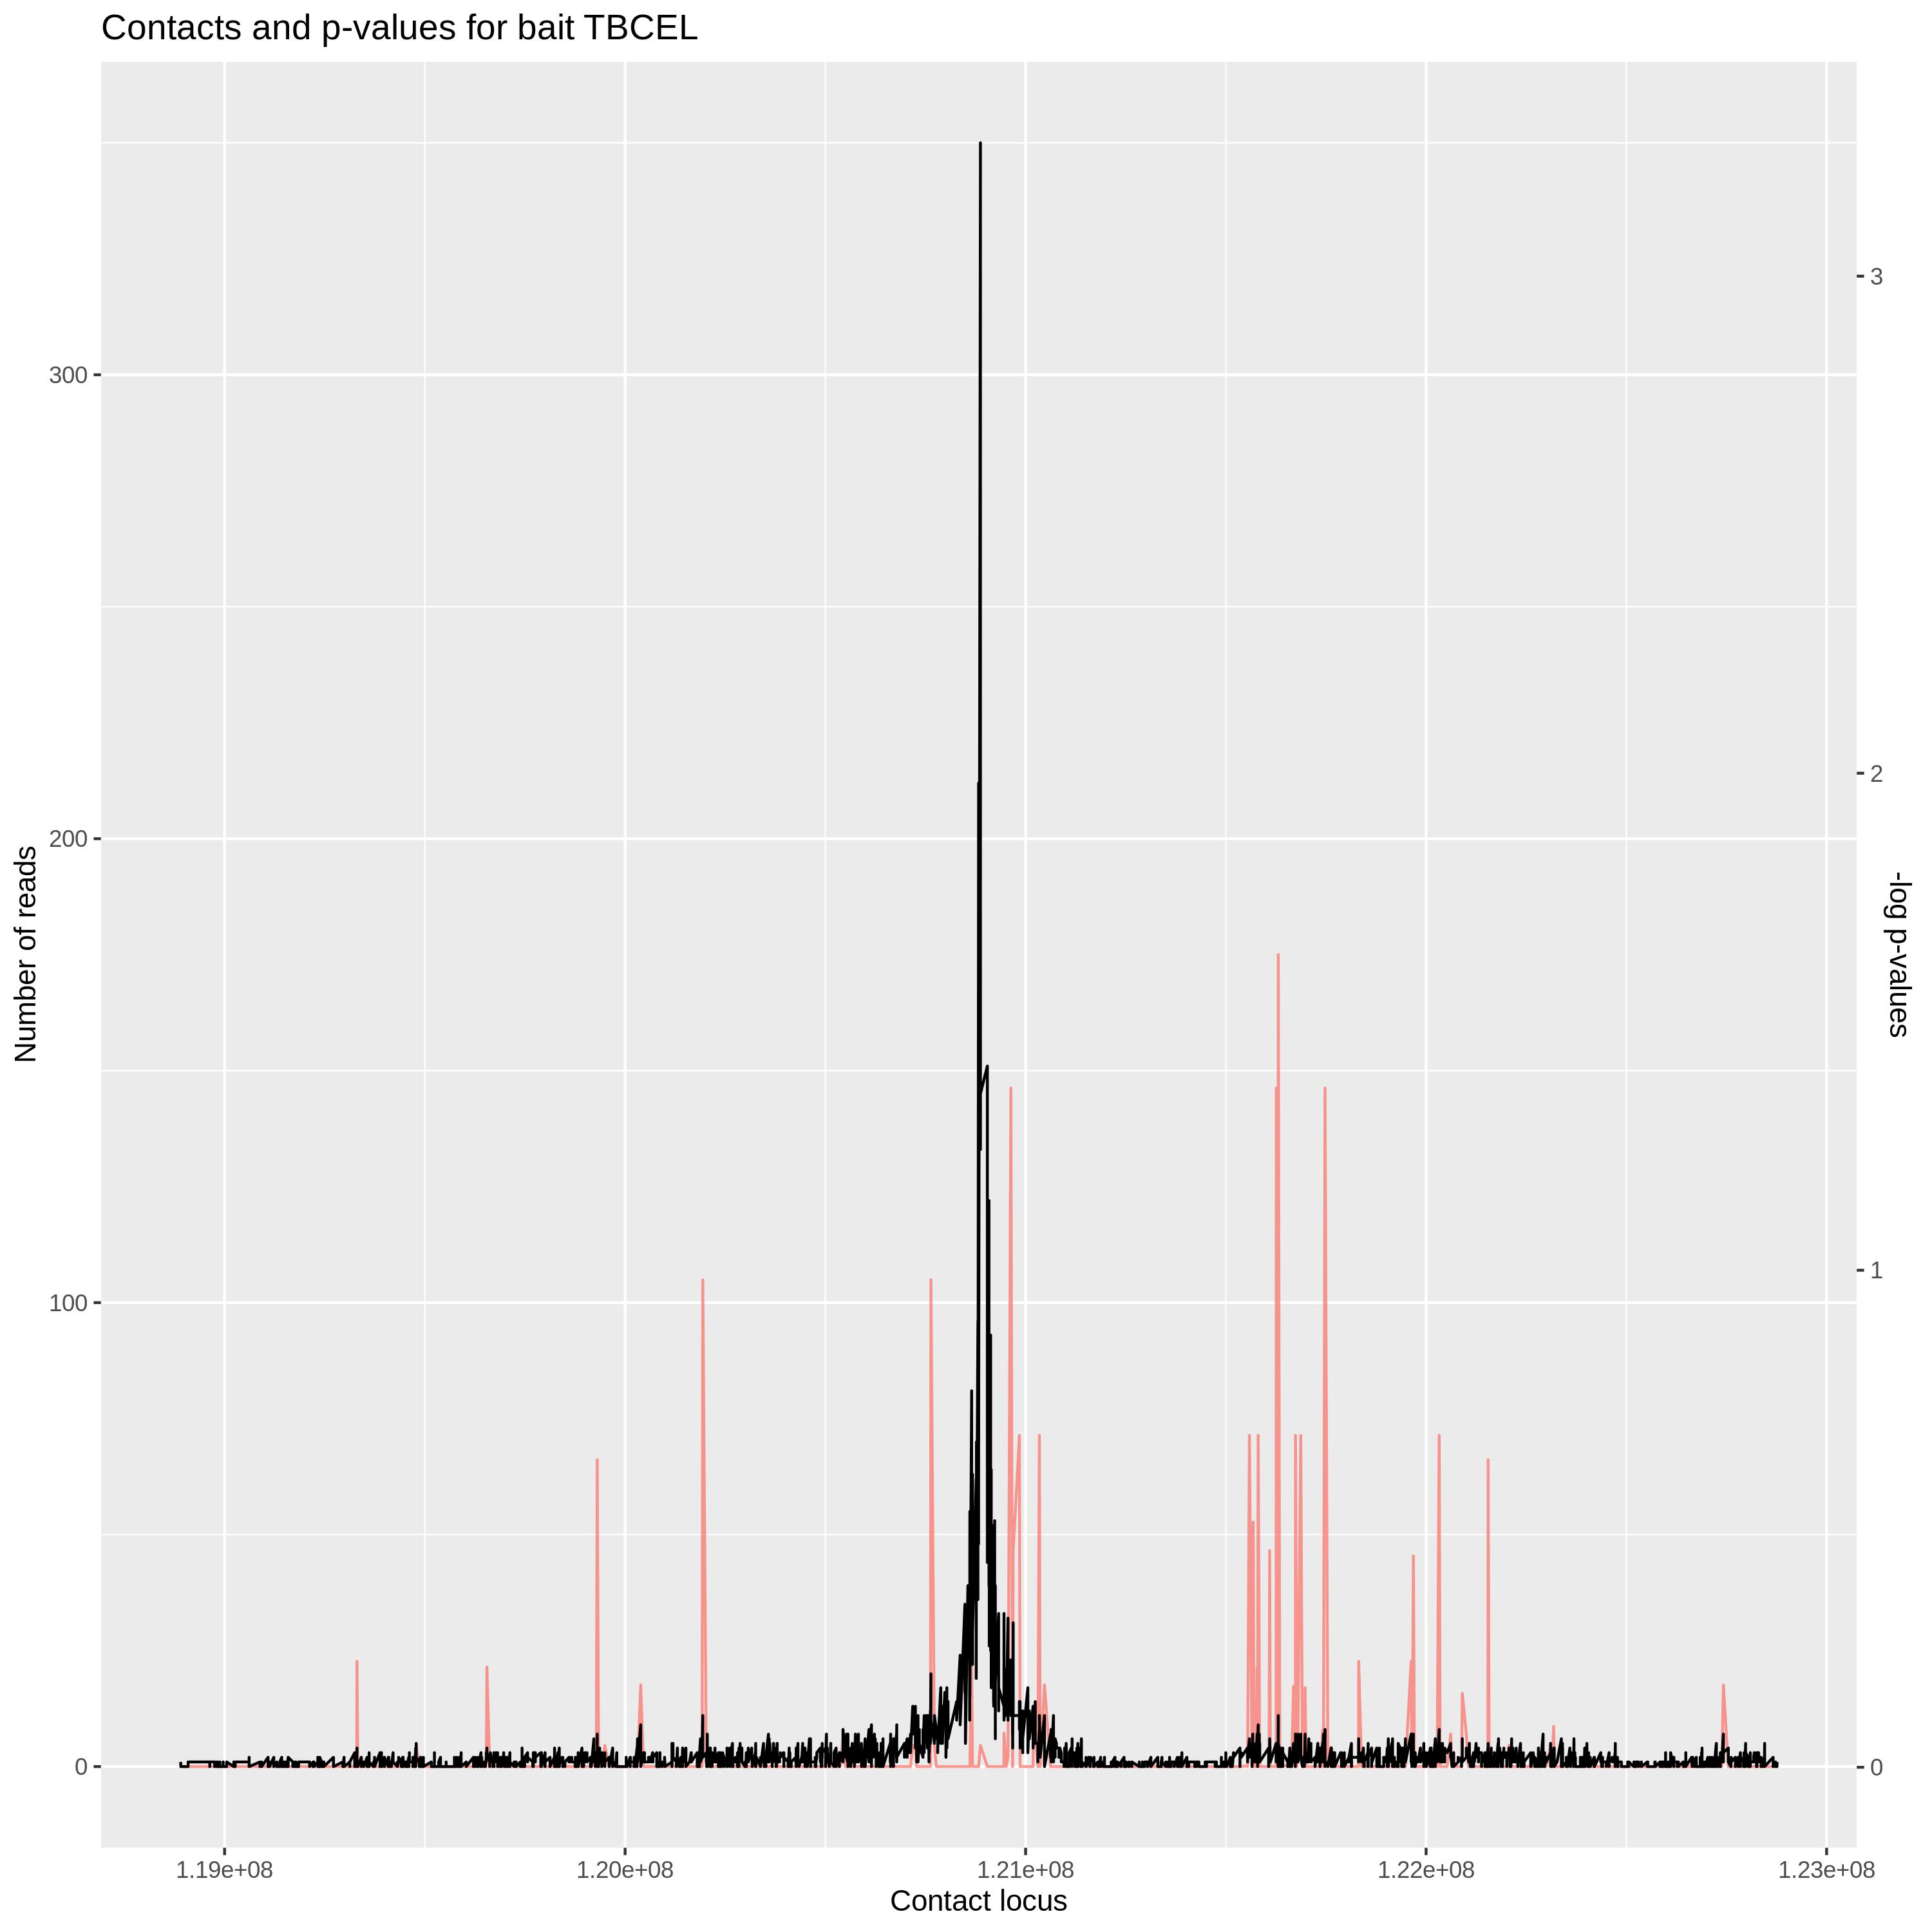 Contacts and p-values for bait TBCEL
Number of reads
300
200
100
0
3
2
1
0
-log p-values
1.19e+08
1.20e+08
1.21e+08
1.22e+08
1.23e+08
Contact locus